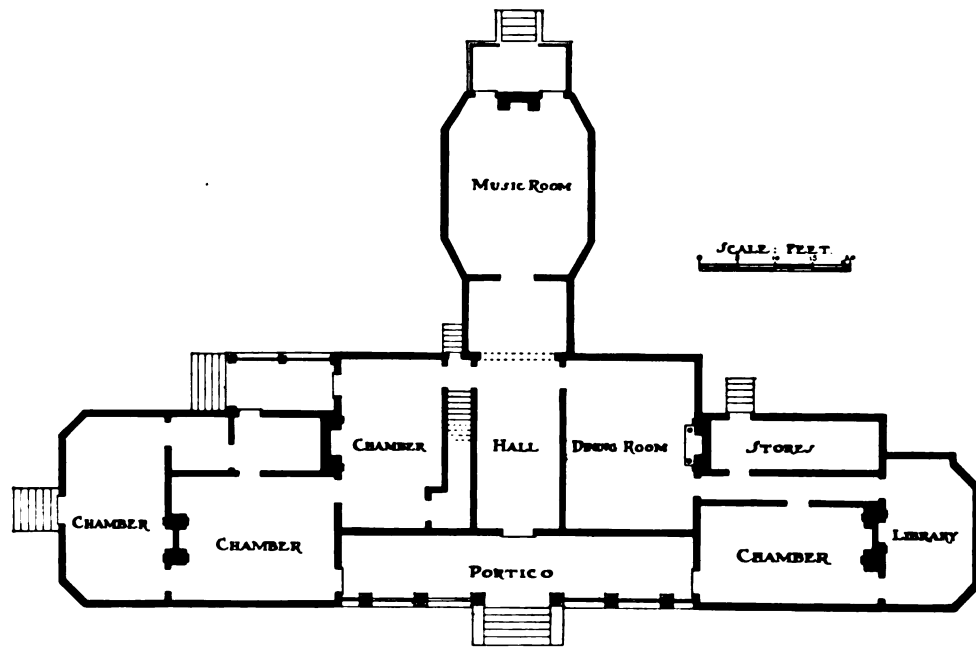 MUSIC ROOM
SCALE: FEET.
CHAMBER
HALL
DINING ROOM
STORES
CHAMBER
CHAMBER
CHAMBER
LIBRARY
PORTICO